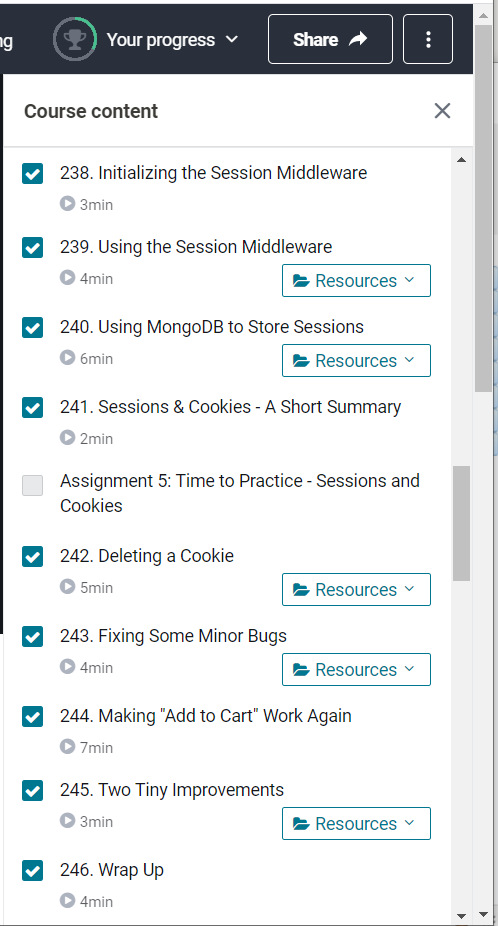 ng
Your progress
Share
Course content
238. Initializing the Session Middleware
3min
239. Using the Session Middleware
4min
Resources
240. Using MongoDB to Store Sessions
6min
Resources
241. Sessions & Cookies - A Short Summary
2min
Assignment 5: Time to Practice - Sessions and
Cookies
242. Deleting a Cookie
5min
Resources
243. Fixing Some Minor Bugs
4min
Resources
244. Making "Add to Cart" Work Again
7min
245. Two Tiny Improvements
3min
Resources
246. Wrap Up
4min